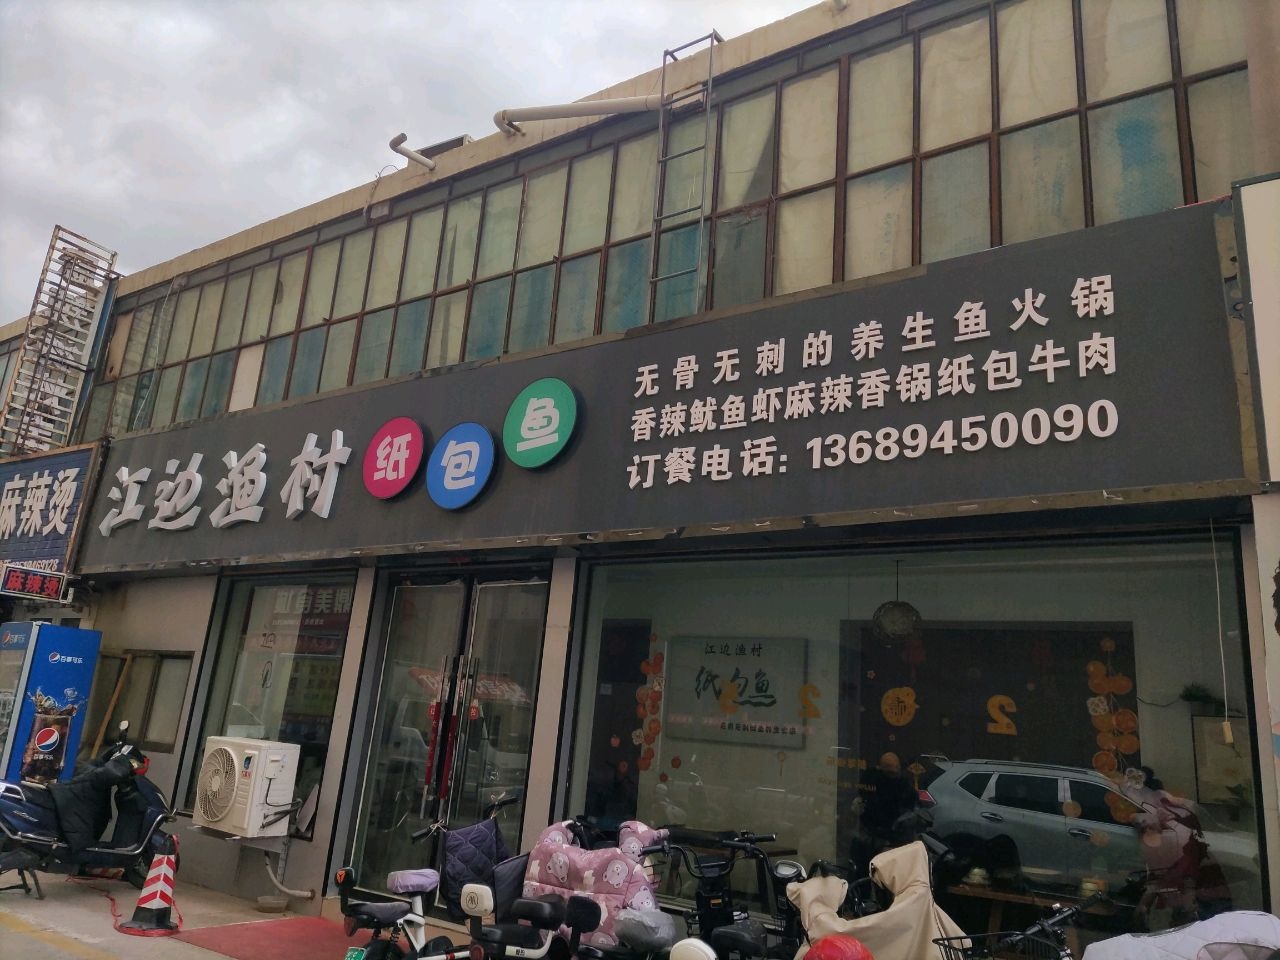 江边渔村 纸包鱼
无骨无刺的养生鱼火锅
香辣鱿鱼虾麻辣香锅纸包牛肉
订餐电话: 13689450090
麻辣烫
麻辣烫
百事可乐
江边渔村
纸包鱼